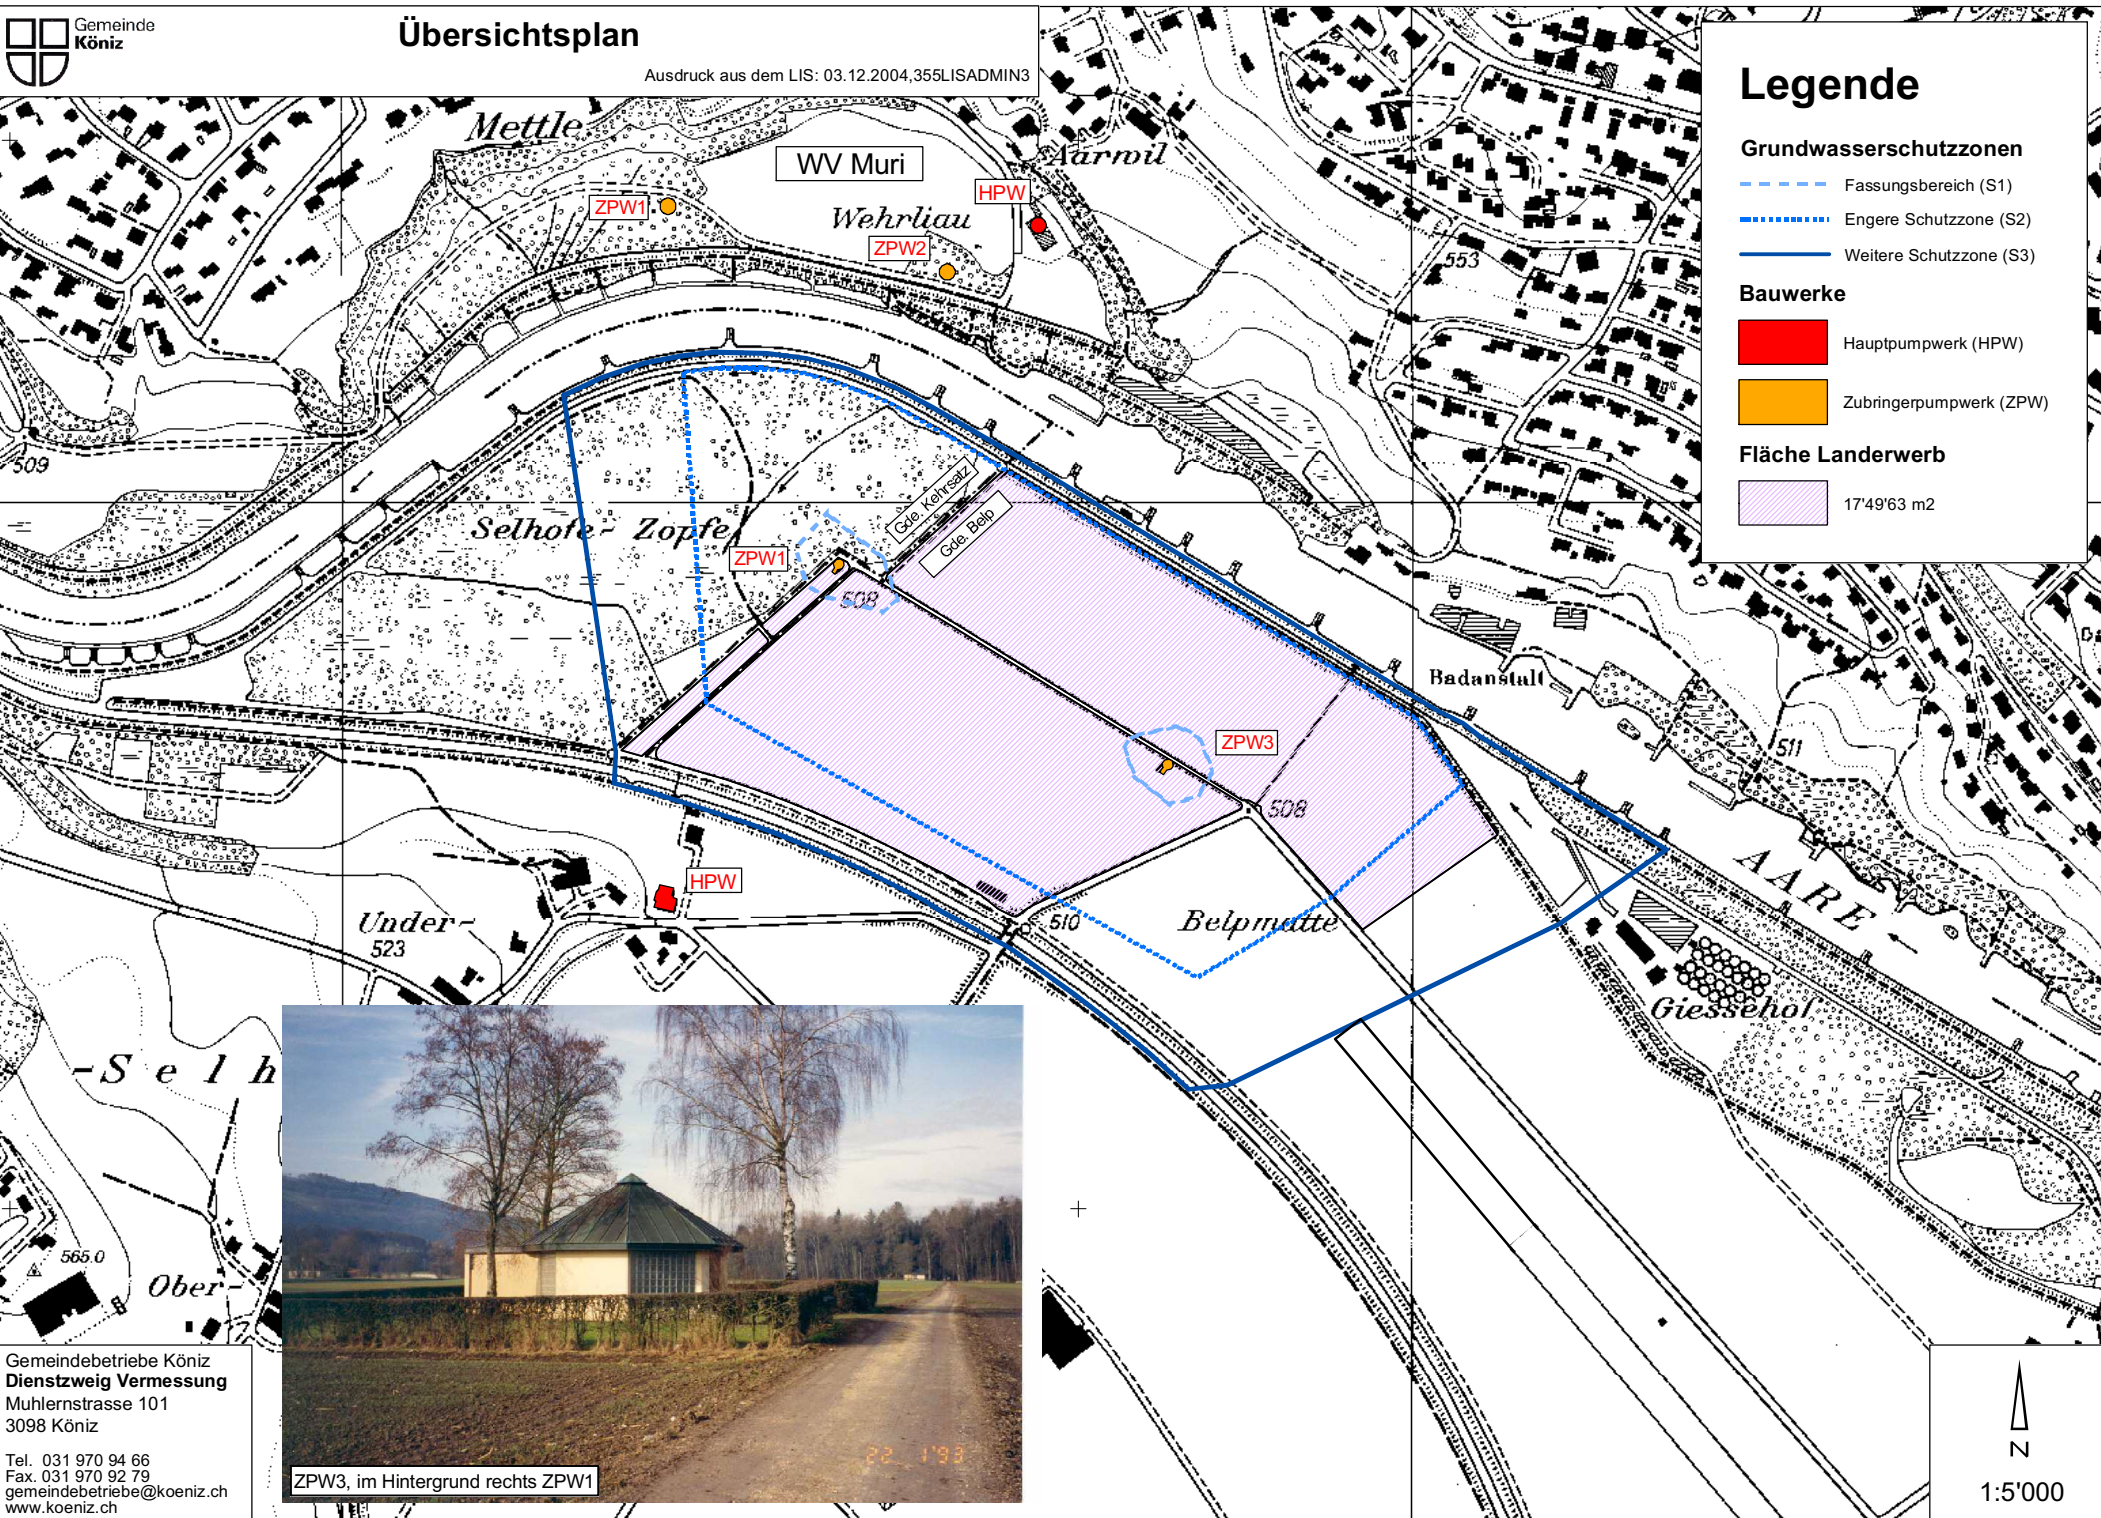 Gemeinde
Köniz
Übersichtsplan
Ausdruck aus dem LIS: 03.12.2004,355LISADMIN3
Legende
Grundwasserschutzzonen
Fassungsbereich (S1)
Engere Schutzzone (S2)
Weitere Schutzzone (S3)
Bauwerke
Hauptpumpwerk (HPW)
Zubringerpumpwerk (ZPW)
Fläche Landerwerb
17'49'63 m2
Mettle
WV Muri
Aarwil
HPW
ZPW1
Wehrliau
ZPW2
553
509
Selhofe-Zopfe
Gde. Kehrsatz
Gde. Belp
ZPW1
508
Badanstalt
ZPW3
511
508
HPW
AARE
Under-
523
510
Belpmatte
Giessehof
-Selh
565.0
Ober-
22 1'93
ZPW3, im Hintergrund rechts ZPW1
Gemeindebetriebe Köniz
Dienstzweig Vermessung
Muhlernstrasse 101
3098 Köniz
Tel. 031 970 94 66
Fax. 031 970 92 79
gemeindebetriebe@koeniz.ch
www.koeniz.ch
N
1:5'000